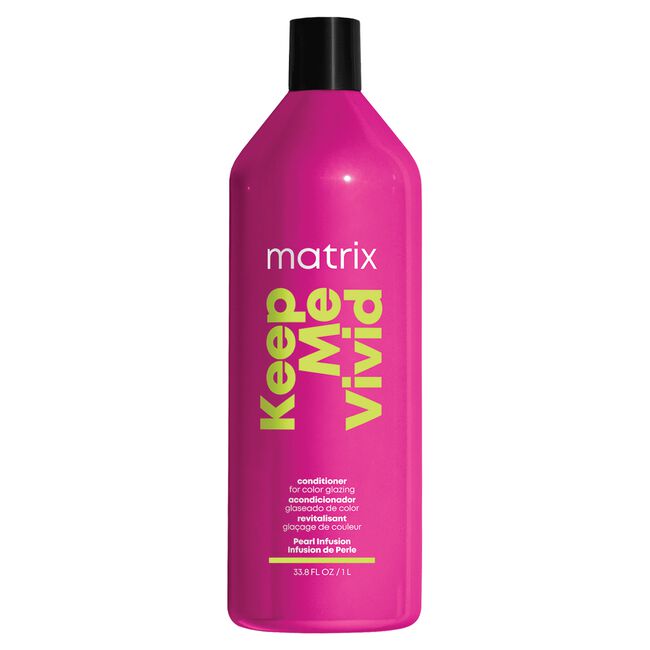 matrix
Keep
Me
Vivid
conditioner
for color glazing
acondicionador
glaseado de color
revitalisant
glaçage de couleur
Pearl Infusion
Infusion de Perle
33.8 FL OZ / 1 L